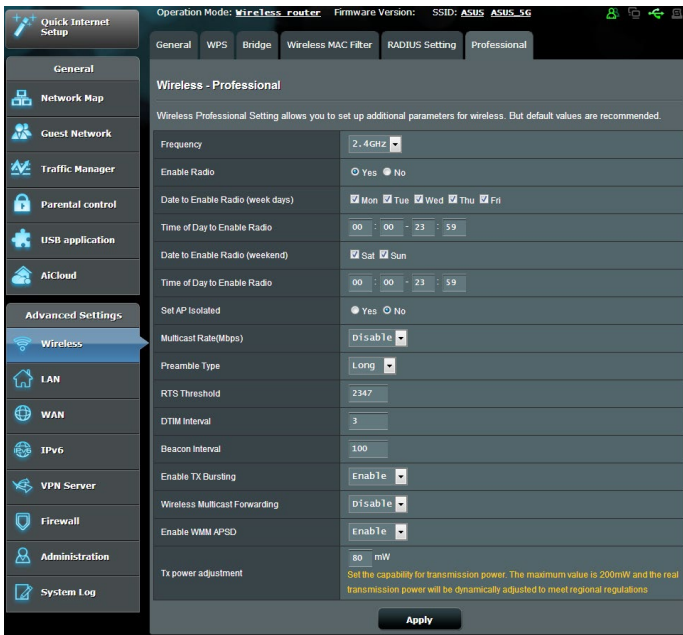 Operation Mode: Wireless router Firmware Version: SSID: ASUS ASUS_5G
Quick Internet
Setup
General WPS Bridge Wireless MAC Filter RADIUS Setting Professional
General
Network Map
Guest Network
Traffic Manager
Parental control
USB application
AiCloud
Advanced Settings
Wireless
LAN
WAN
IPv6
VPN Server
Firewall
Administration
System Log
Wireless - Professional
Wireless Professional Setting allows you to set up additional parameters for wireless. But default values are recommended.
Frequency 2.4GHz
Enable Radio Yes No
Date to Enable Radio (week days) Mon Tue Wed Thu Fri
Time of Day to Enable Radio 00 : 00 - 23 : 59
Date to Enable Radio (weekend) Sat Sun
Time of Day to Enable Radio 00 : 00 - 23 : 59
Set AP Isolated Yes No
Multicast Rate(Mbps) Disable
Preamble Type Long
RTS Threshold 2347
DTIM Interval 3
Beacon Interval 100
Enable TX Bursting Enable
Wireless Multicast Forwarding Disable
Enable WMM APSD Enable
Tx power adjustment 80 mW
Set the capability for transmission power. The maximum value is 200mW and the real
transmission power will be dynamically adjusted to meet regional regulations
Apply